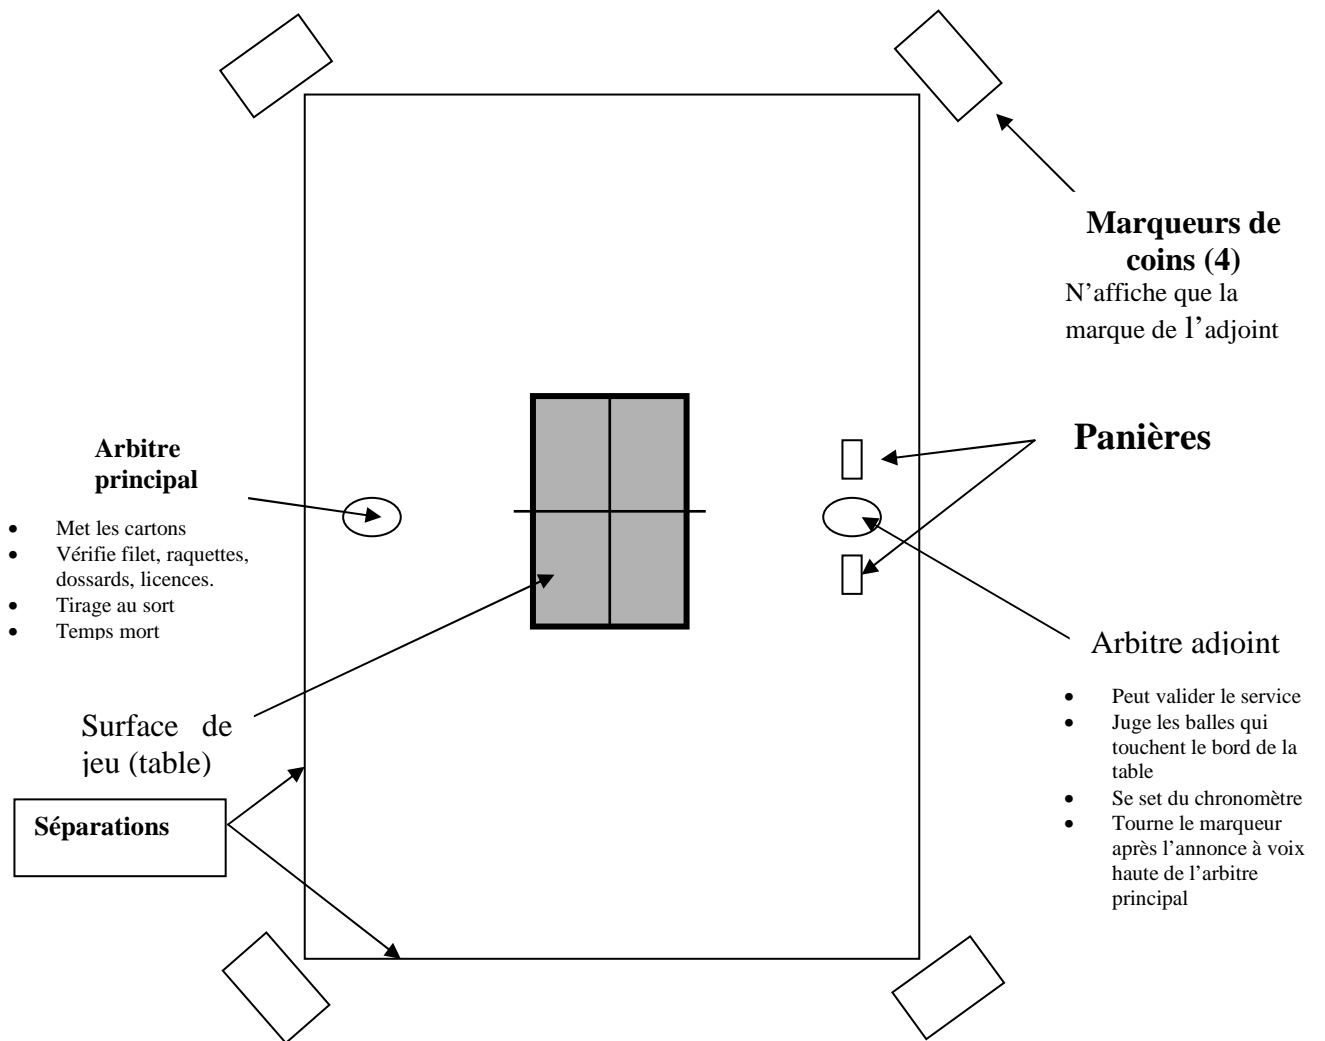 Marqueurs de
coins (4)
N’affiche que la
marque de l’adjoint
Panières
Arbitre
principal
• Met les cartons
• Vérifie filet, raquettes,
dossards, licences.
• Tirage au sort
• Temps mort
Arbitre adjoint
• Peut valider le service
• Juge les balles qui
touchent le bord de la
table
• Se set du chronomètre
• Tourne le marqueur
après l’annonce à voix
haute de l’arbitre
principal
Surface de
jeu (table)
Séparations